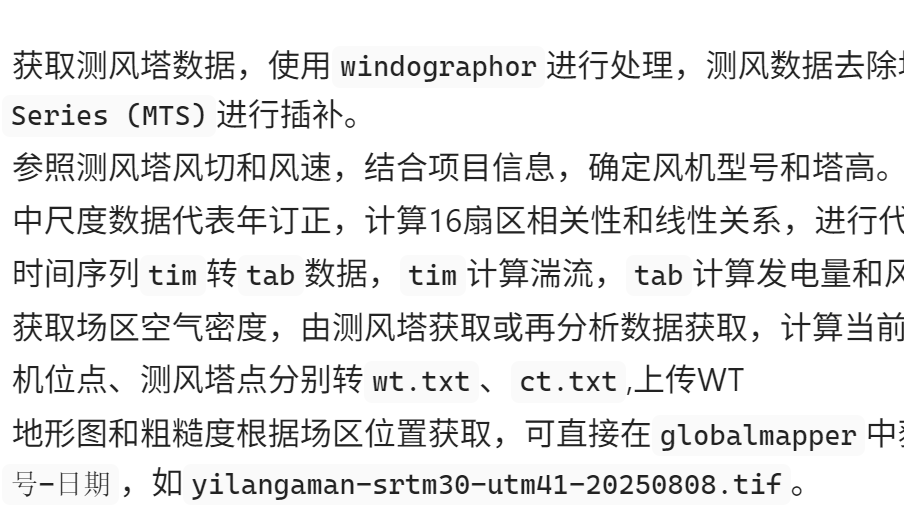 获取测风塔数据，使用 windographor 进行处理，测风数据去除
Series (MTS) 进行插补。
参照测风塔风切和风速，结合项目信息，确定风机型号和塔高。
中尺度数据代表年订正，计算16扇区相关性和线性关系，进行代
时间序列 tim 转 tab 数据， tim 计算湍流， tab 计算发电量和风
获取场区空气密度，由测风塔获取或再分析数据获取，计算当前
机位点、测风塔点分别转 wt.txt 、 ct.txt ,上传WT
地形图和粗糙度根据场区位置获取，可直接在 globalmapper 中
号-日期 ，如 yilangaman-srtm30-utm41-20250808.tif 。